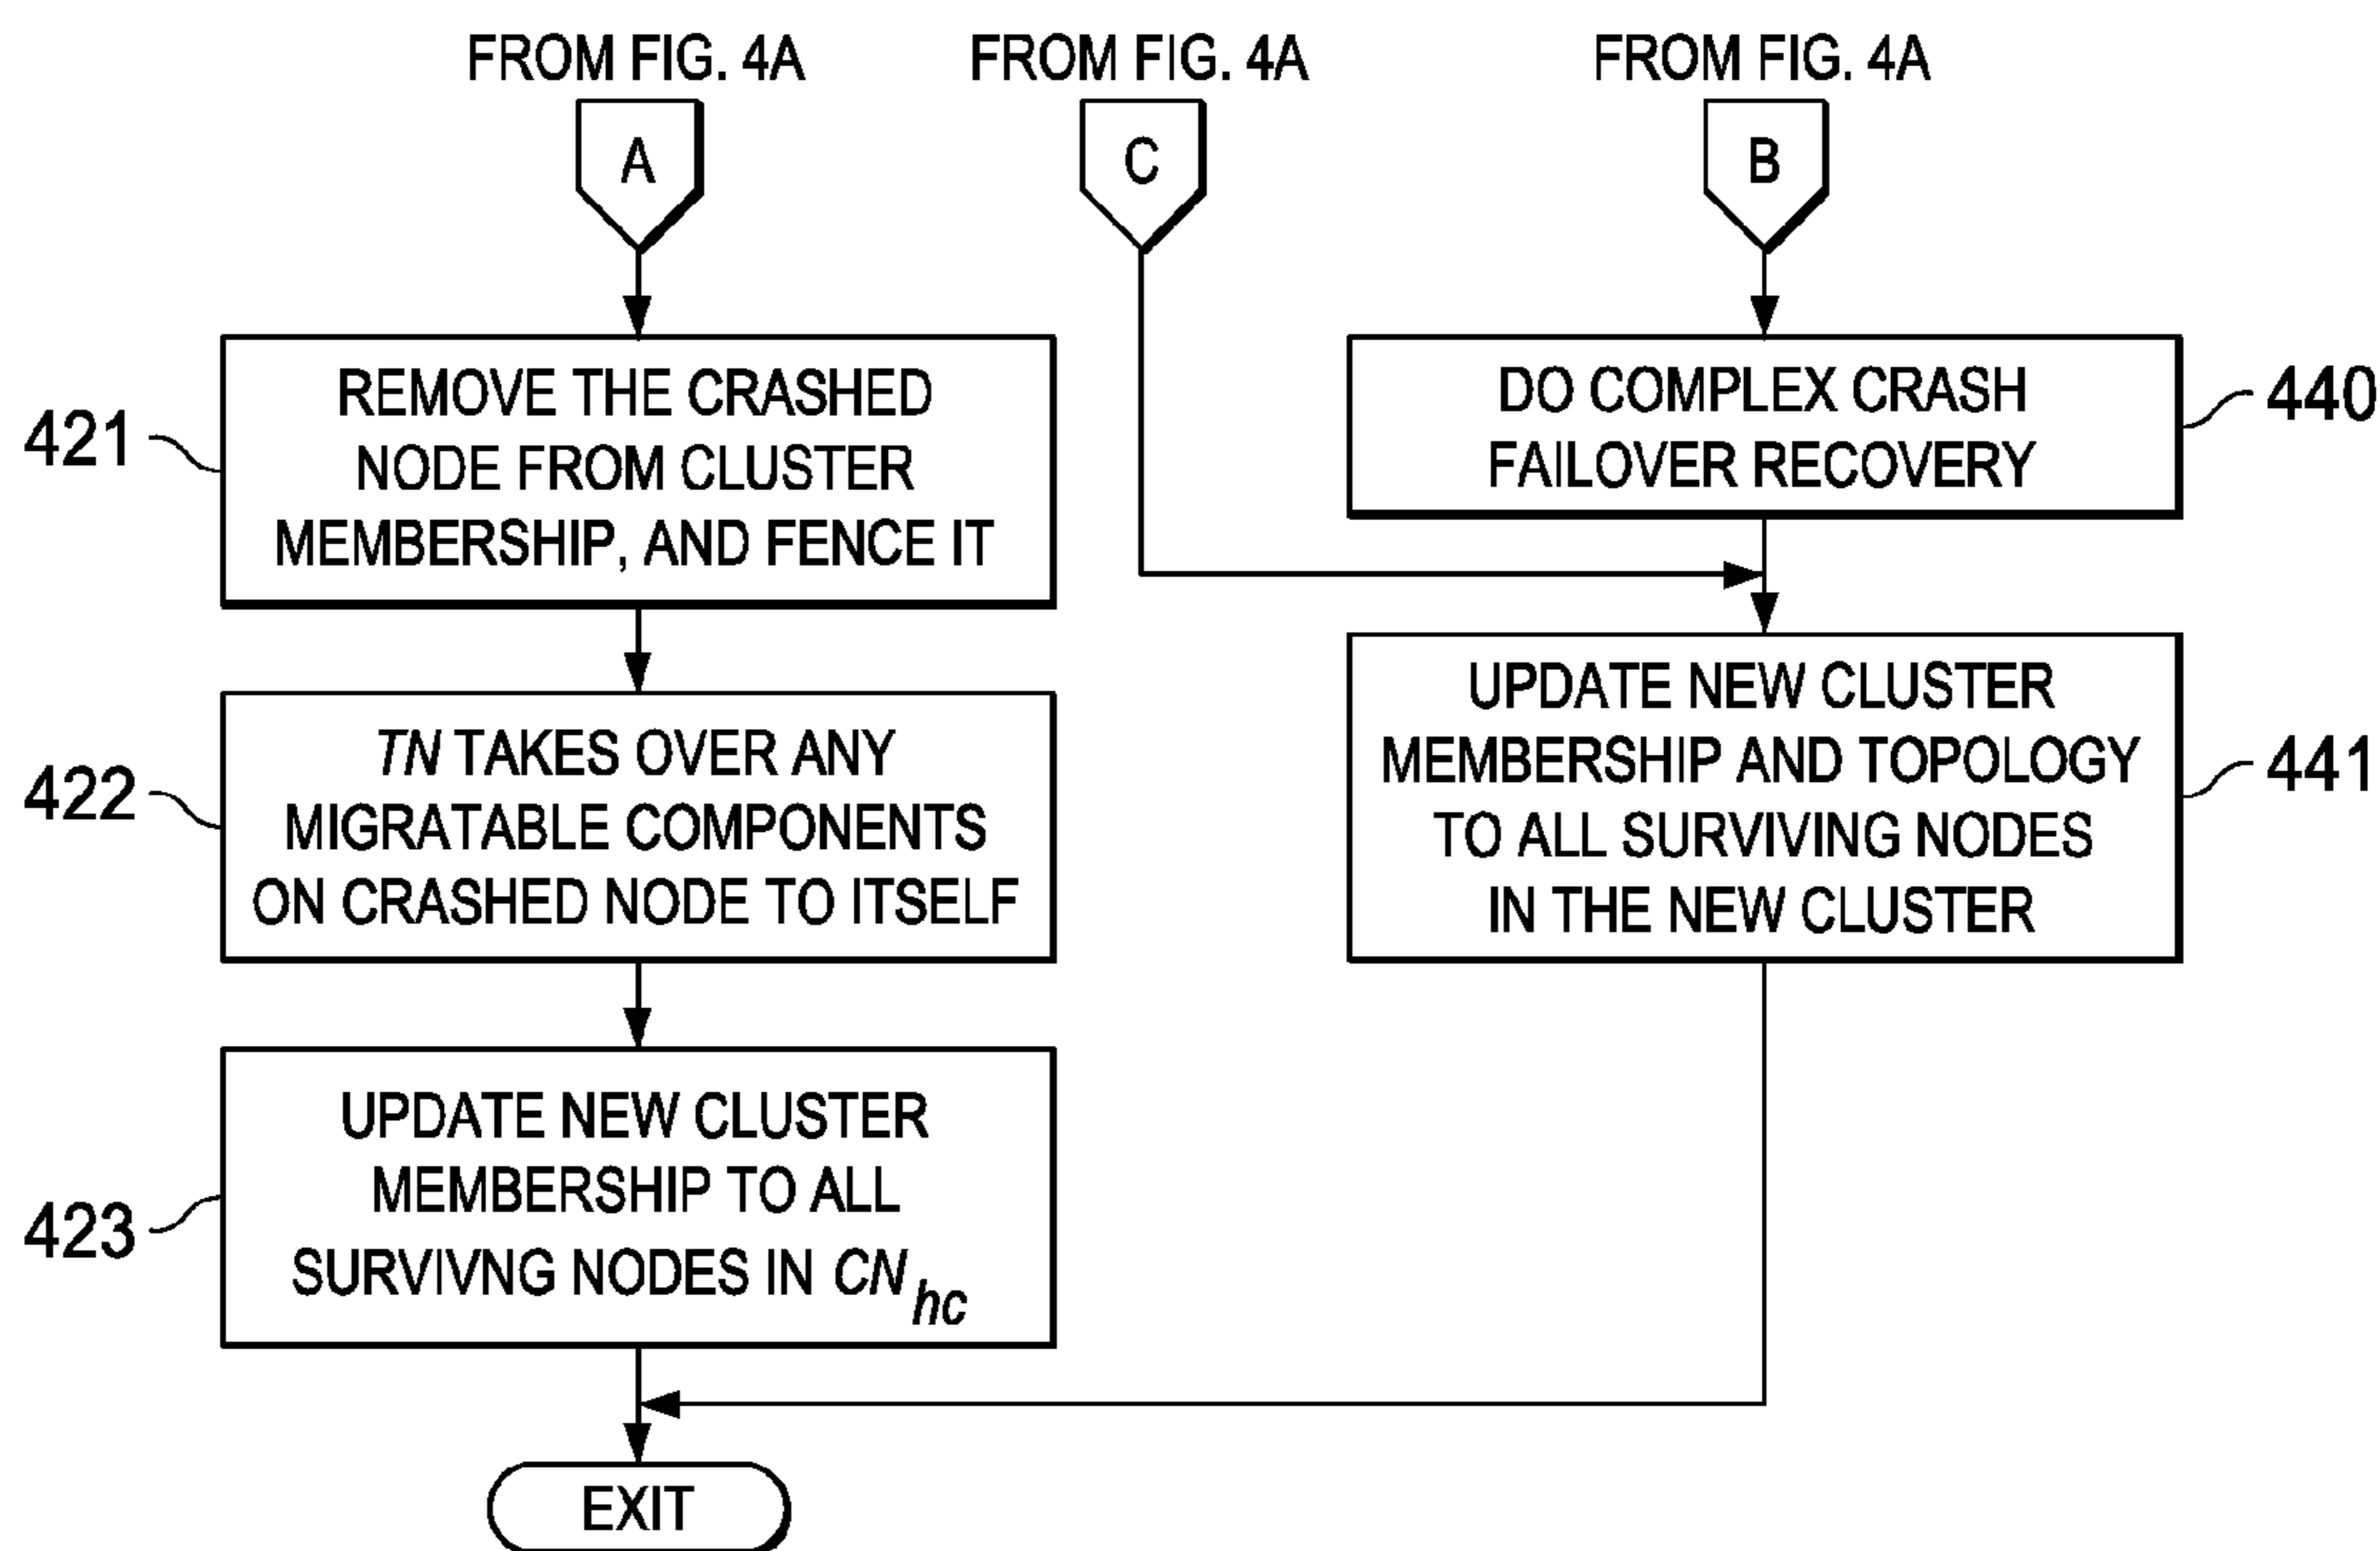 FROM FIG. 4A
FROM FIG. 4A
FROM FIG. 4A
A
C
B
421
REMOVE THE CRASHED
NODE FROM CLUSTER
MEMBERSHIP, AND FENCE IT
DO COMPLEX CRASH
FAILOVER RECOVERY
440
422
TN TAKES OVER ANY
MIGRATABLE COMPONENTS
ON CRASHED NODE TO ITSELF
UPDATE NEW CLUSTER
MEMBERSHIP AND TOPOLOGY
TO ALL SURVIVING NODES
IN THE NEW CLUSTER
441
423
UPDATE NEW CLUSTER
MEMBERSHIP TO ALL
SURVIVNG NODES IN CN hc
EXIT